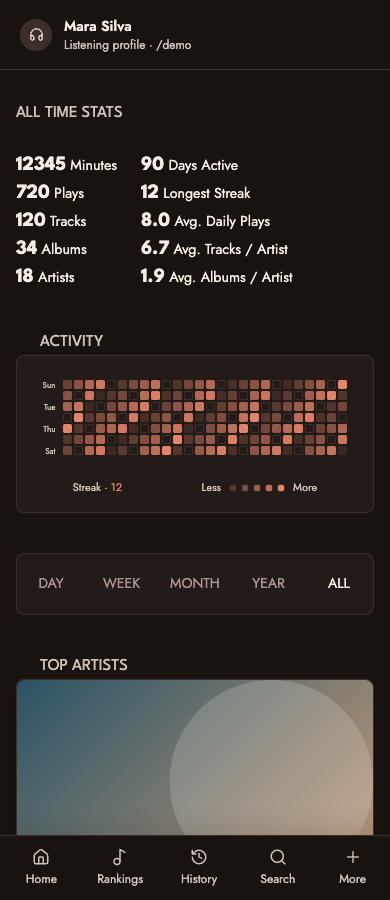 Mara Silva
Listening profile · /demo
ALL TIME STATS
12345 Minutes
90 Days Active
720 Plays
12 Longest Streak
120 Tracks
8.0 Avg. Daily Plays
34 Albums
6.7 Avg. Tracks / Artist
18 Artists
1.9 Avg. Albums / Artist
ACTIVITY
Sun
Tue
Thu
Sat
Streak · 12
Less
More
DAY
WEEK
MONTH
YEAR
ALL
TOP ARTISTS
Home
Rankings
History
Search
More